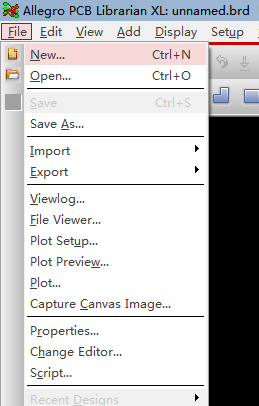 Allegro PCB Librarian XL: unnamed.brd
File Edit View Add Display Setup
New... Ctrl+N
Open... Ctrl+O
Save Ctrl+S
Save As...
Import
Export
Viewlog...
File Viewer...
Plot Setup...
Plot Preview...
Plot...
Capture Canvas Image...
Properties...
Change Editor...
Script...
Recent Designs